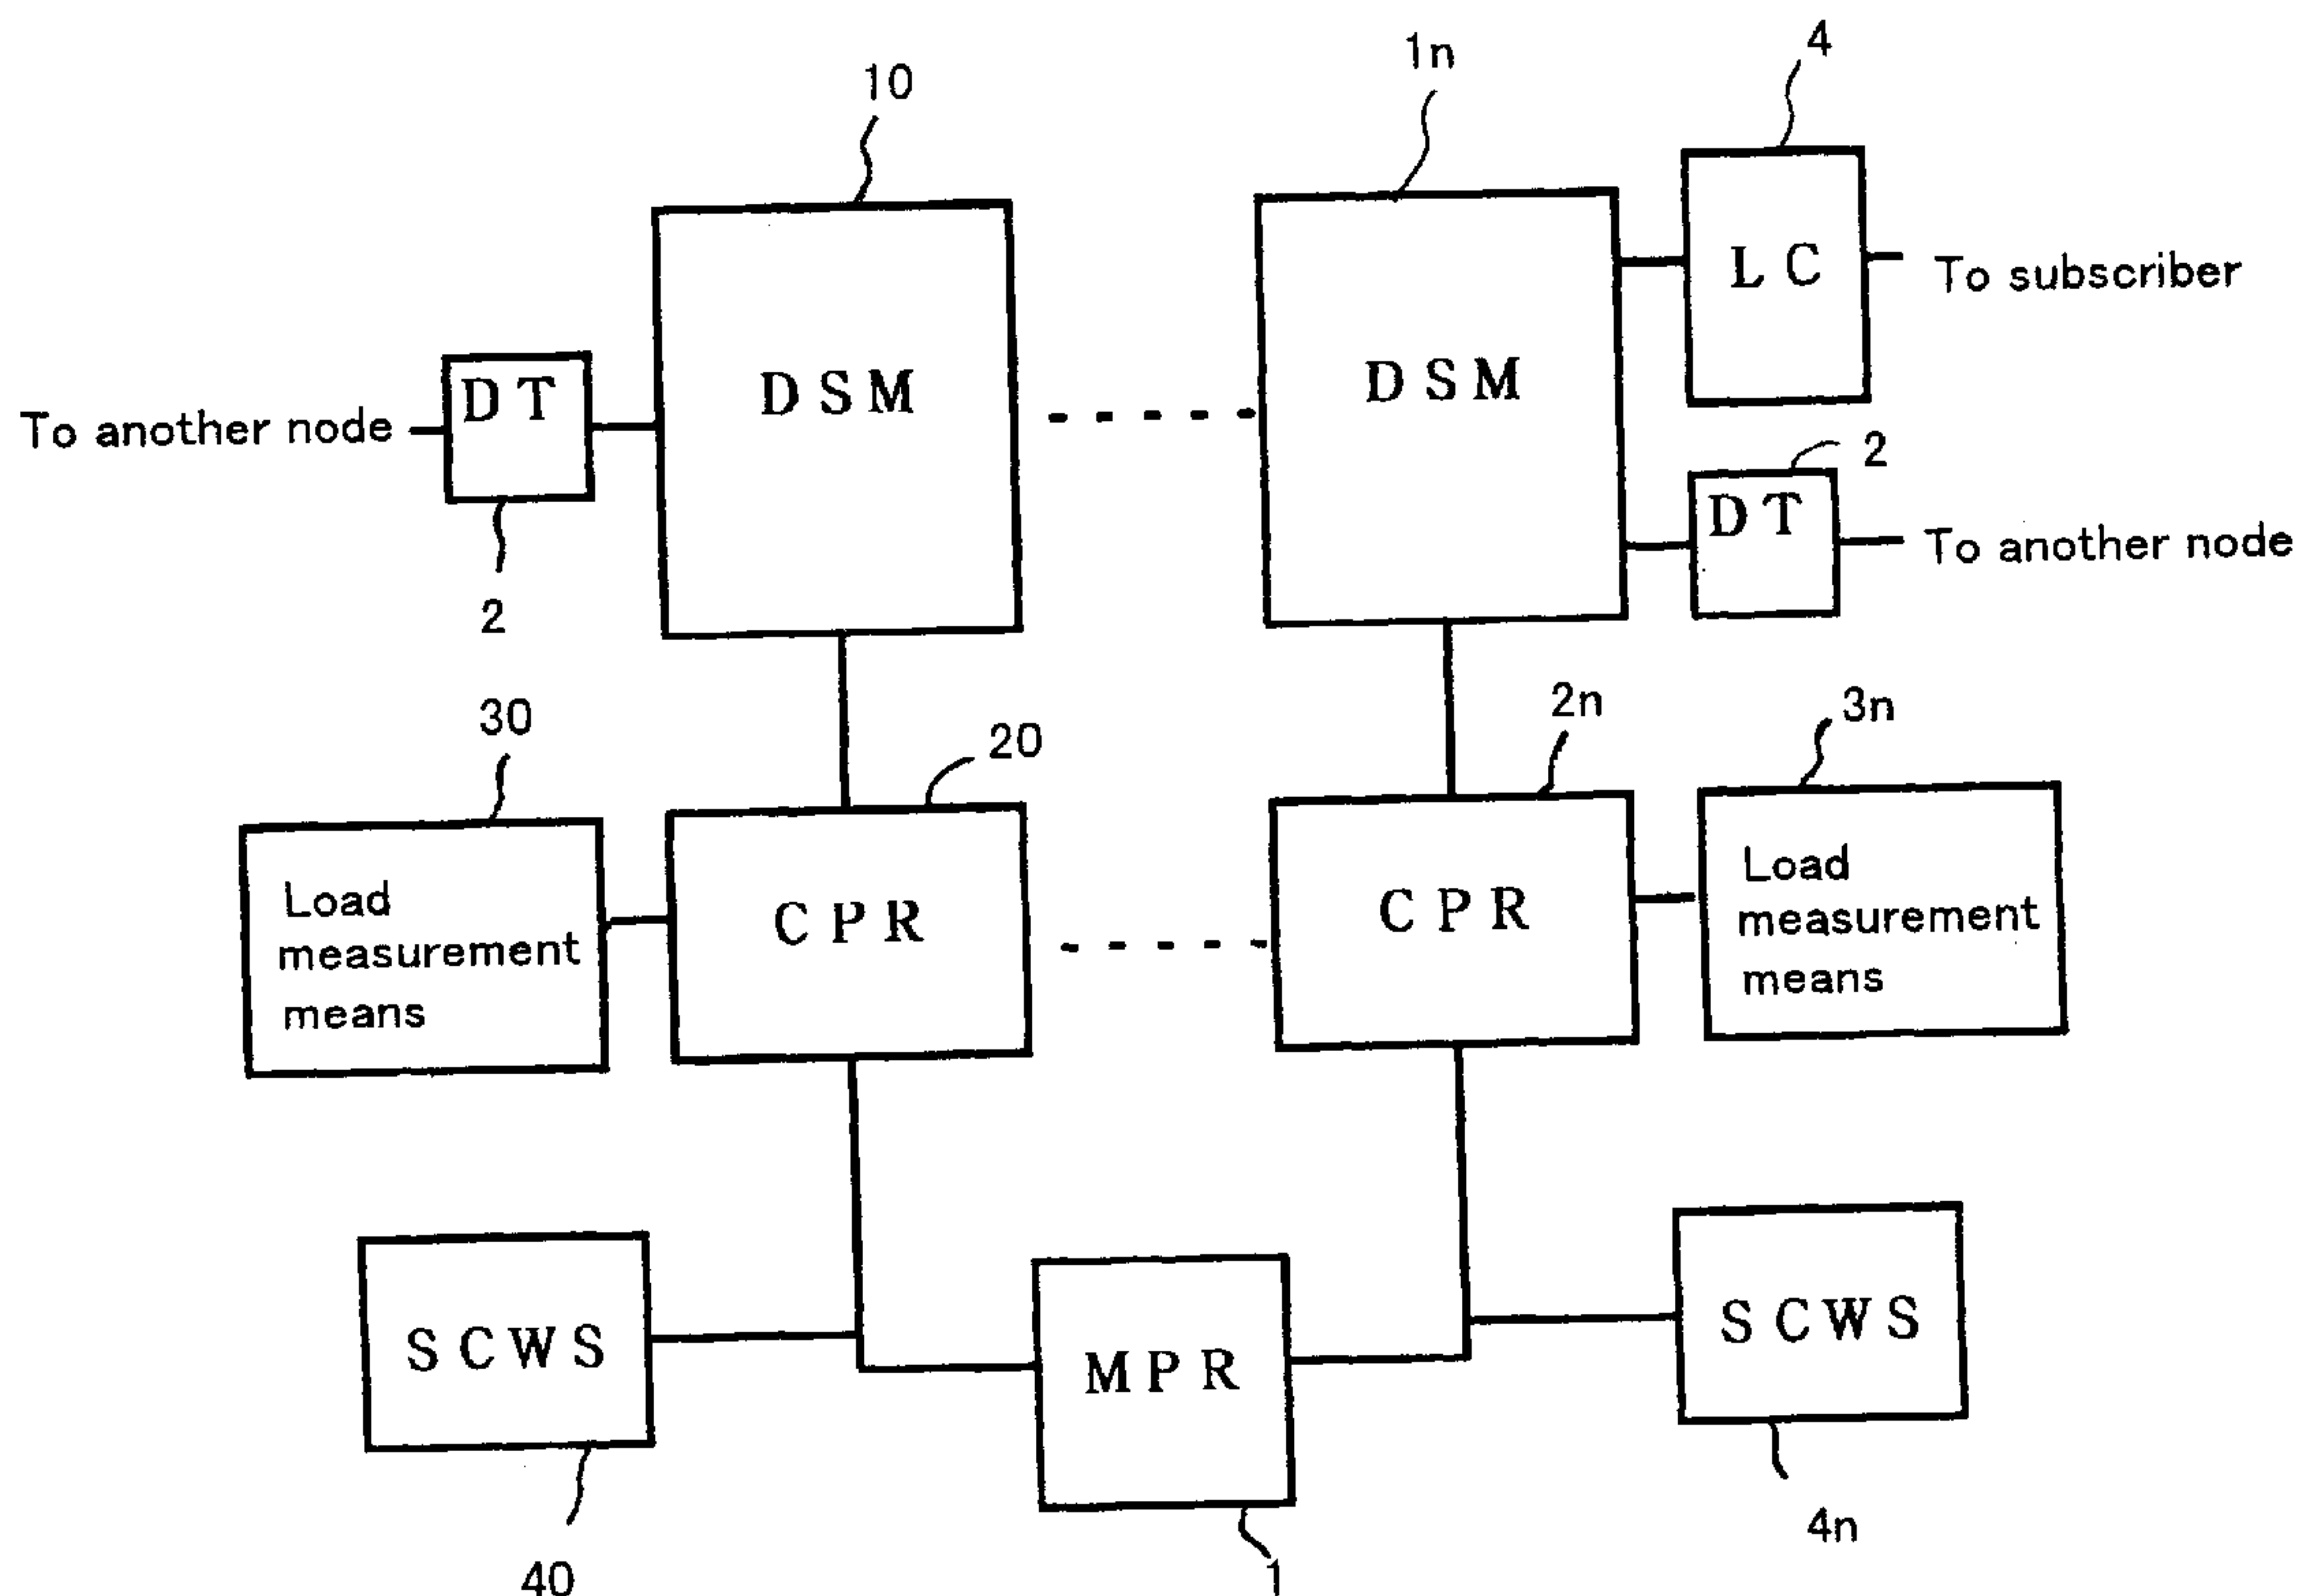 4
1n
10
L C
To subscriber
D S M
D S M
D T
To another node
2
D T
To another node
2
30
20
2n
3n
Load
measurement
means
C P R
C P R
Load
measurement
means
S C W S
M P R
S C W S
40
1
4n